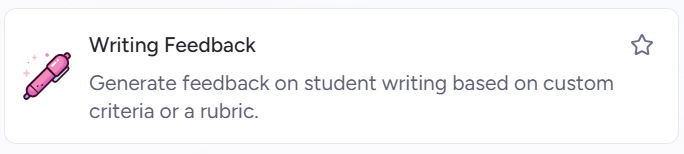 Writing Feedback
Generate feedback on student writing based on custom
criteria or a rubric.